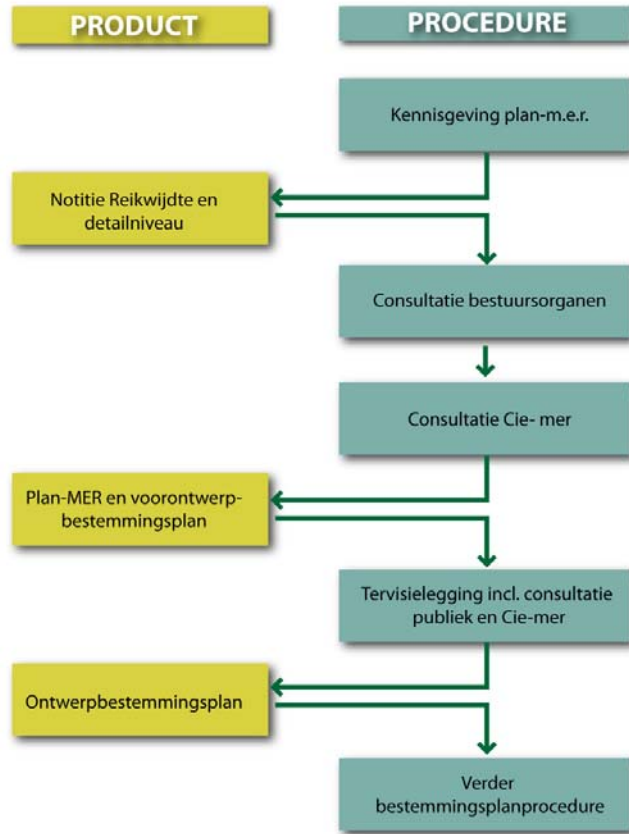 PRODUCT
PROCEDURE
Kennisgeving plan-m.e.r.
Notitie Reikwijdte en
detailniveau
Consultatie bestuursorganen
Consultatie Cie- mer
Plan-MER en voorontwerp-
bestemmingsplan
Tervisielegging incl. consultatie
publiek en Cie-mer
Ontwerpbestemmingsplan
Verder
bestemmingsplanprocedure